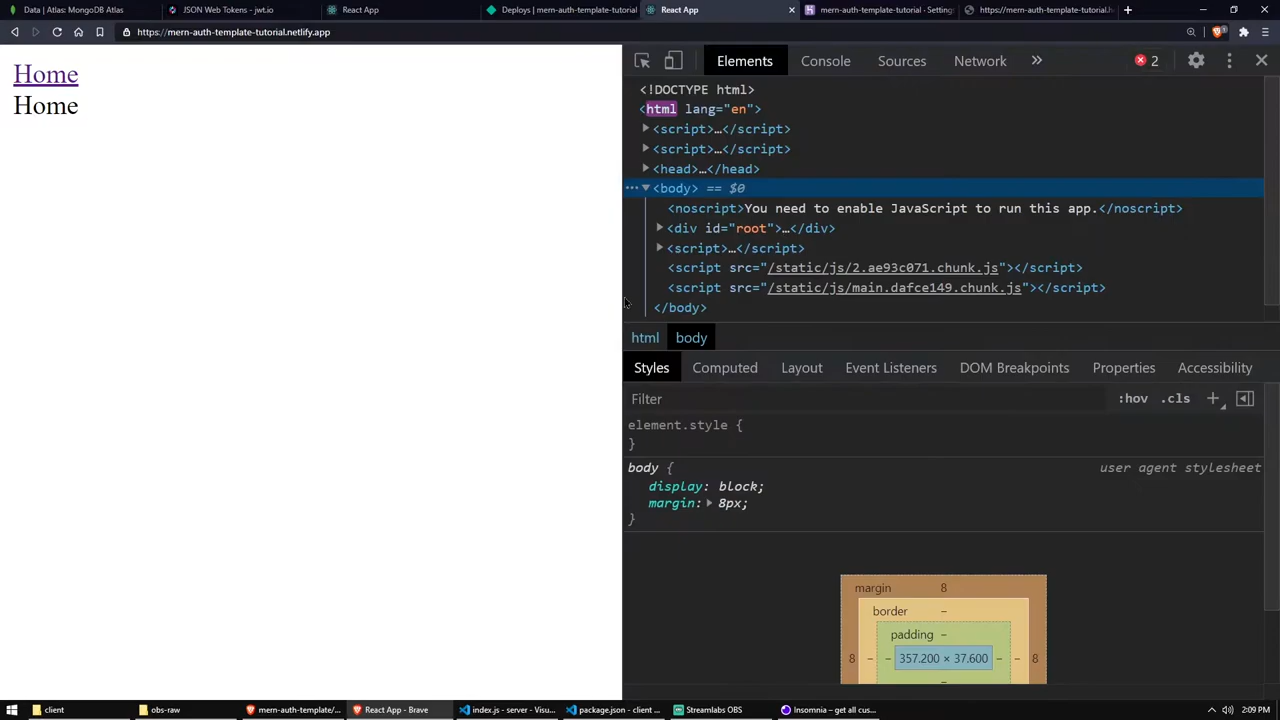 Data | Atlas: MongoDB Atlas
JSON Web Tokens - jwt.io
React App
Deploys | mern-auth-template-tutorial
React App
mern-auth-template-tutorial - Settings
https://mern-auth-template-tutorial.
https://mern-auth-template-tutorial.netlify.app
Home
Home
Elements
Console
Sources
Network
2
<!DOCTYPE html>
<html lang="en">
<script>…</script>
<script>…</script>
<head>…</head>
<body> == $0
<noscript>You need to enable JavaScript to run this app.</noscript>
<div id="root">…</div>
<script>…</script>
<script src="/static/js/2.ae93c071.chunk.js"></script>
<script src="/static/js/main.dafce149.chunk.js"></script>
</body>
html
body
Styles
Computed
Layout
Event Listeners
DOM Breakpoints
Properties
Accessibility
Filter
:hov
.cls
element.style {
}
body {
user agent stylesheet
display: block;
margin: 8px;
}
margin
8
border
–
padding –
8 – – 357.200 × 37.600 – – 8
–
client
obs-raw
mern-auth-template/...
React App - Brave
index.js - server - Visu...
package.json - client ...
Streamlabs OBS
Insomnia – get all cus...
2:09 PM